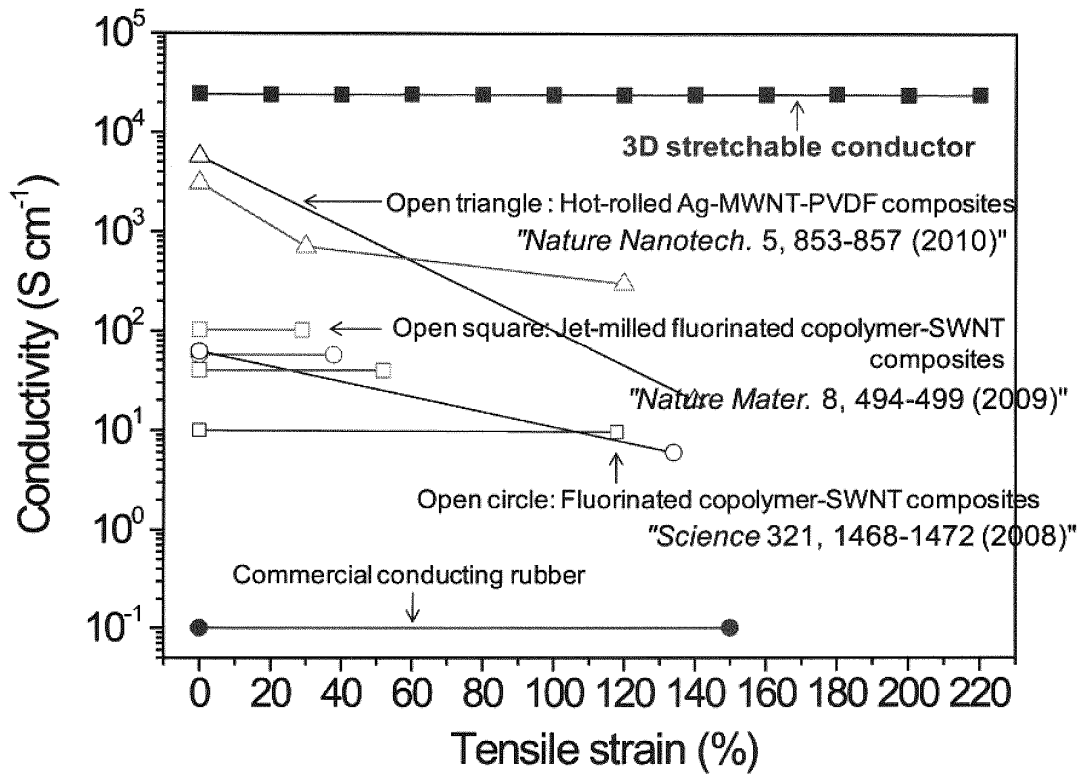 10^5
10^4
10^3
10^2
10^1
10^0
10^-1
Conductivity (S cm^-1)
3D stretchable conductor
Open triangle : Hot-rolled Ag-MWNT-PVDF composites
"Nature Nanotech. 5, 853-857 (2010)"
Open square: Jet-milled fluorinated copolymer-SWNT
composites
"Nature Mater. 8, 494-499 (2009)"
Open circle: Fluorinated copolymer-SWNT composites
"Science 321, 1468-1472 (2008)"
Commercial conducting rubber
0 20 40 60 80 100 120 140 160 180 200 220
Tensile strain (%)